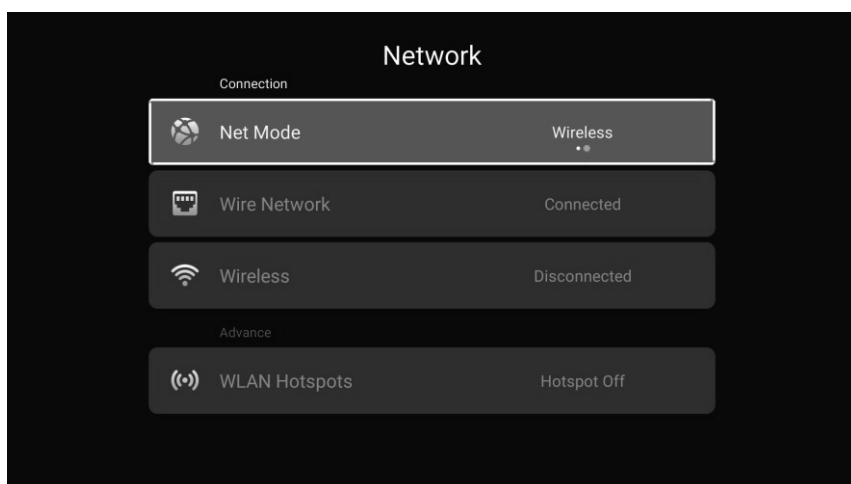 Network
Connection
Net Mode Wireless
Wire Network Connected
Wireless Disconnected
Advance
WLAN Hotspots Hotspot Off